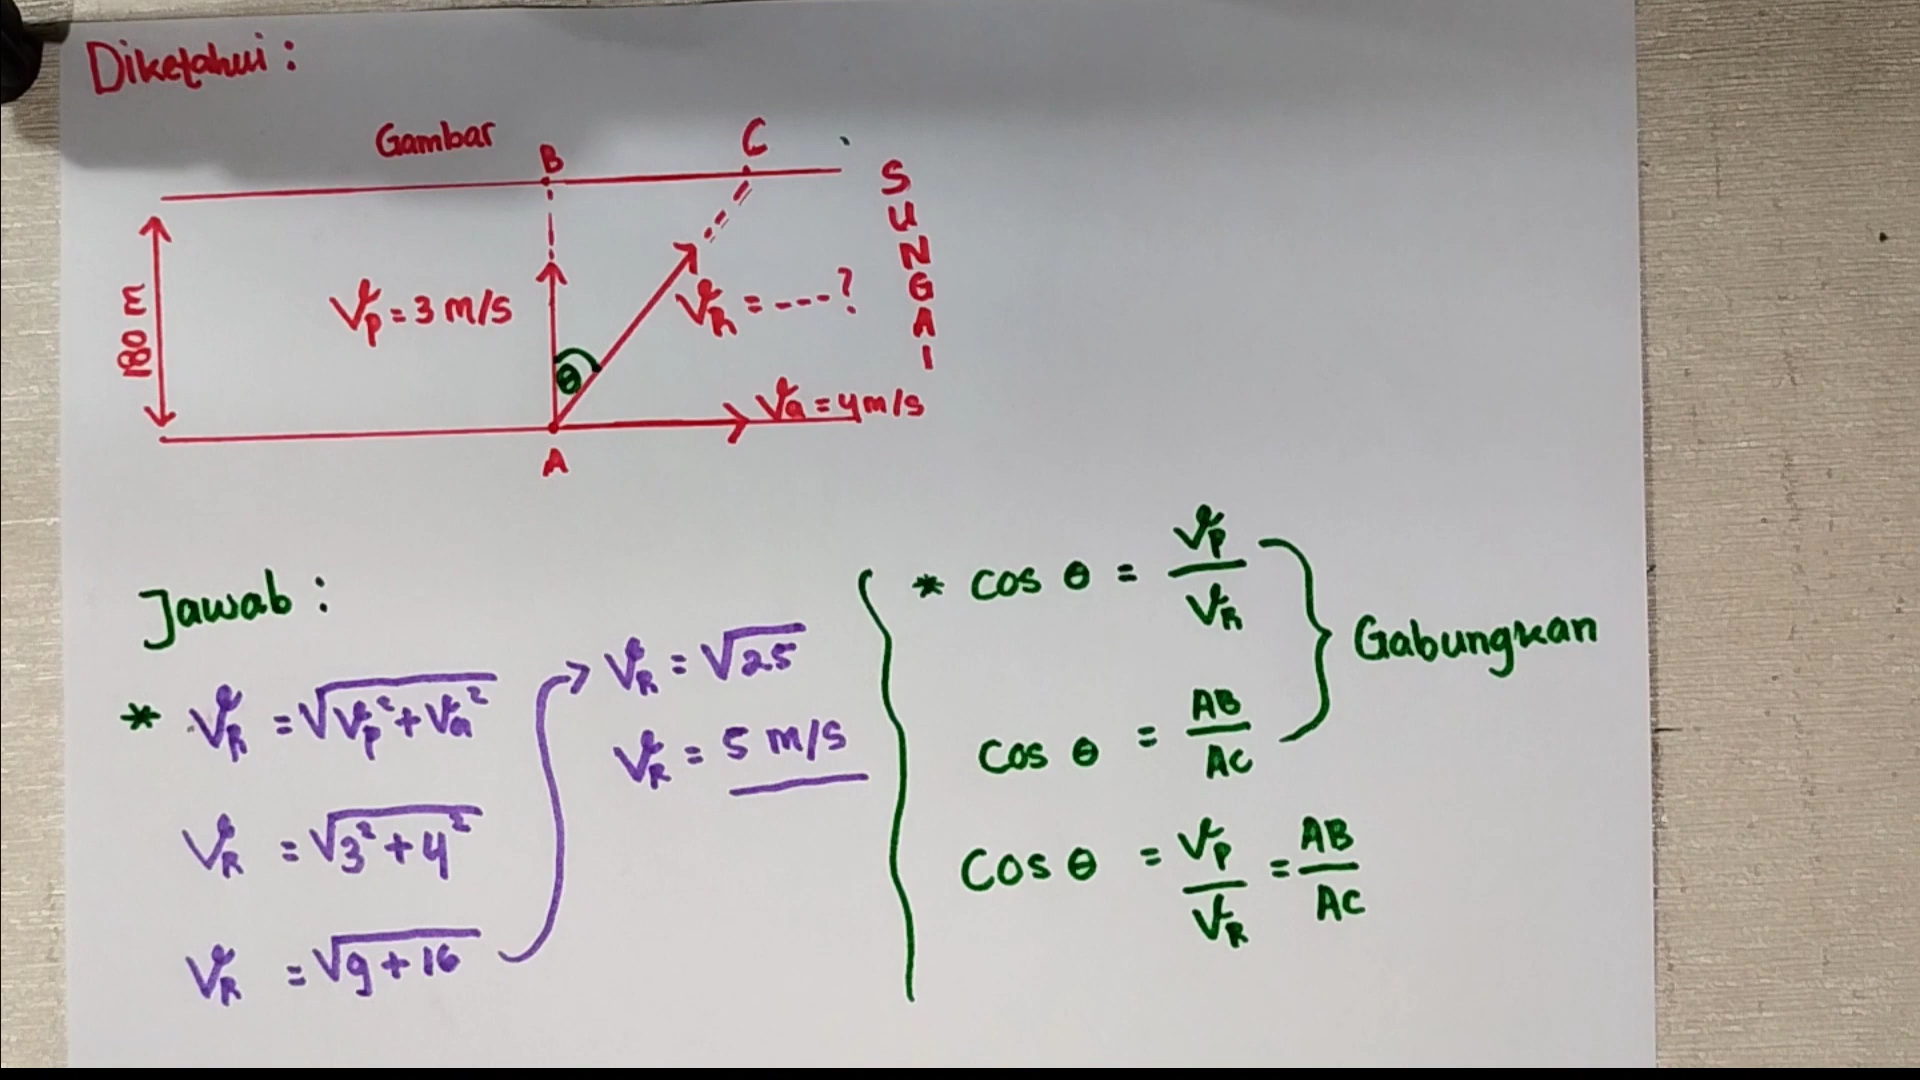 Diketahui :
Gambar
B
C
SUNGAI
180 m
Vp = 3 m/s
VR = ----?
θ
Va = 4 m/s
A
Jawab :
* VR = √Vp² + Va²
VR = √3² + 4²
VR = √9 + 16
VR = √25
VR = 5 m/s
* Cos θ = Vp / VR
Cos θ = AB / AC
Gabungkan
Cos θ = Vp / VR = AB / AC